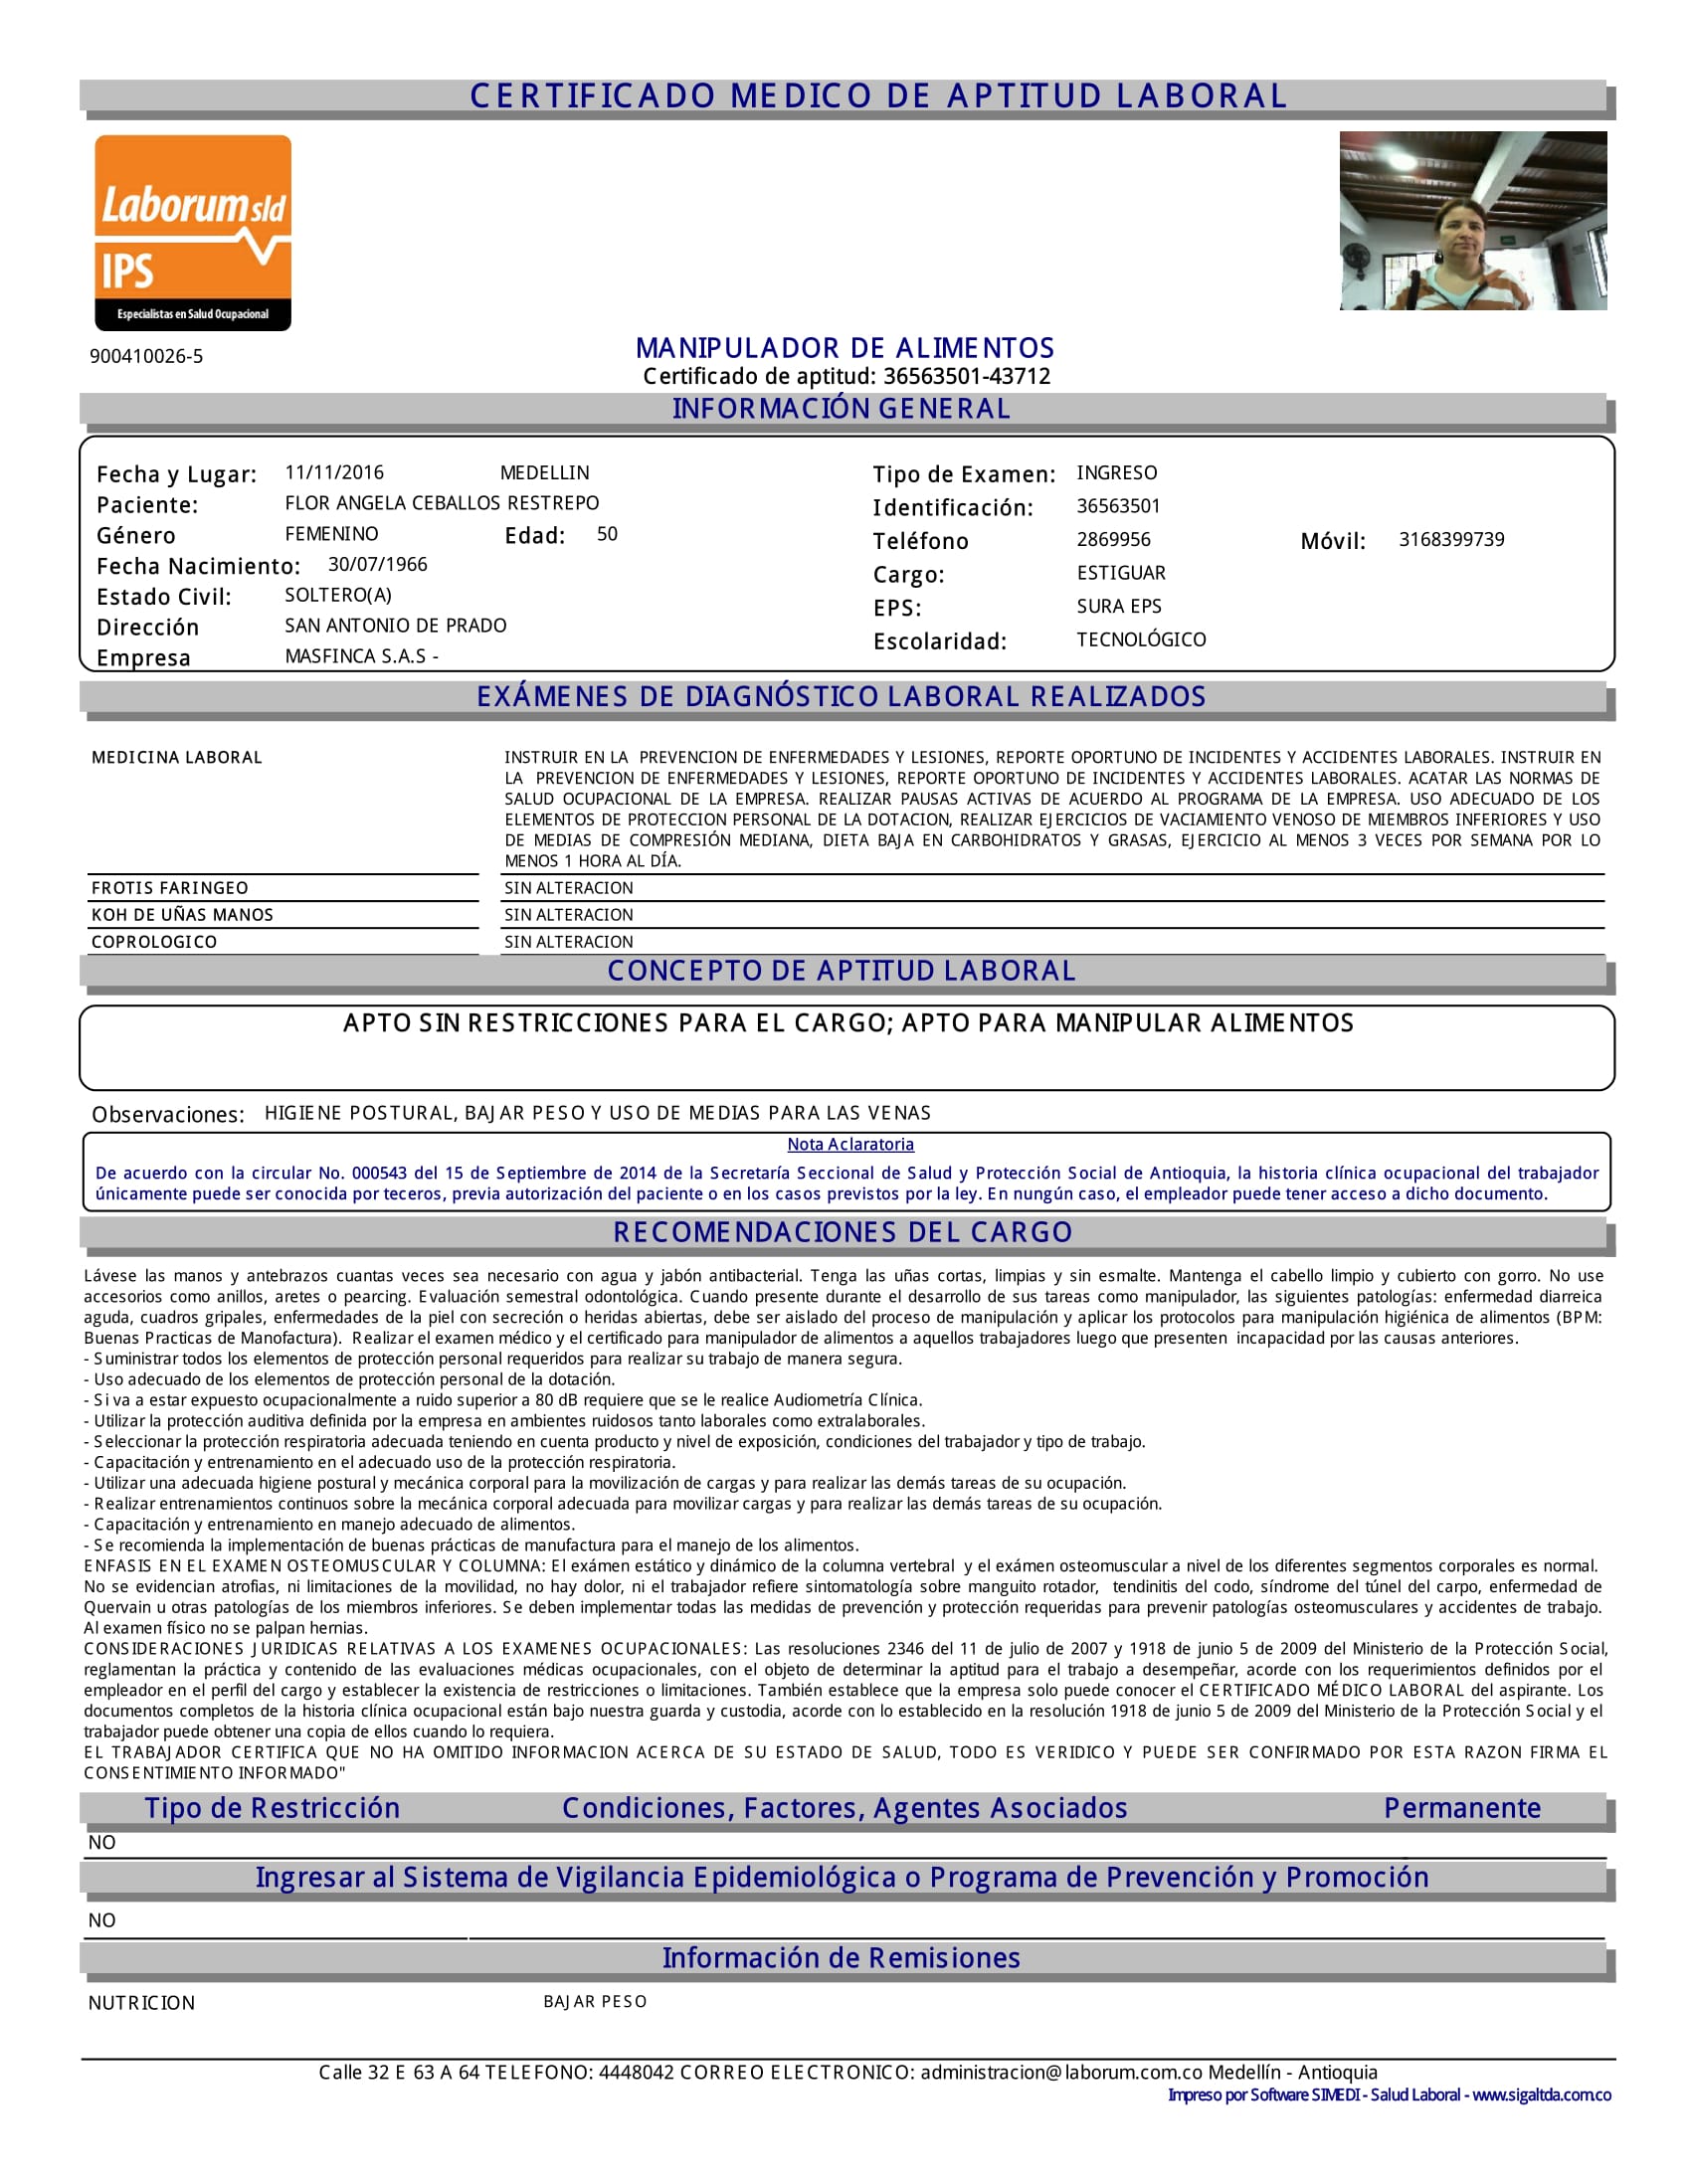 CERTIFICADO MEDICO DE APTITUD LABORAL
Laborum sld
IPS
Especialistas en Salud Ocupacional
900410026-5
MANIPULADOR DE ALIMENTOS
Certificado de aptitud: 36563501-43712
INFORMACIÓN GENERAL
Fecha y Lugar: 11/11/2016 MEDELLIN
Paciente: FLOR ANGELA CEBALLOS RESTREPO
Género FEMENINO Edad: 50
Fecha Nacimiento: 30/07/1966
Estado Civil: SOLTERO(A)
Dirección SAN ANTONIO DE PRADO
Empresa MASFINCA S.A.S -
Tipo de Examen: INGRESO
Identificación: 36563501
Teléfono 2869956 Móvil: 3168399739
Cargo: ESTIGUAR
EPS: SURA EPS
Escolaridad: TECNOLÓGICO
EXÁMENES DE DIAGNÓSTICO LABORAL REALIZADOS
MEDICINA LABORAL
INSTRUIR EN LA PREVENCION DE ENFERMEDADES Y LESIONES, REPORTE OPORTUNO DE INCIDENTES Y ACCIDENTES LABORALES. INSTRUIR EN
LA PREVENCION DE ENFERMEDADES Y LESIONES, REPORTE OPORTUNO DE INCIDENTES Y ACCIDENTES LABORALES. ACATAR LAS NORMAS DE
SALUD OCUPACIONAL DE LA EMPRESA. REALIZAR PAUSAS ACTIVAS DE ACUERDO AL PROGRAMA DE LA EMPRESA. USO ADECUADO DE LOS
ELEMENTOS DE PROTECCION PERSONAL DE LA DOTACION, REALIZAR EJERCICIOS DE VACIAMIENTO VENOSO DE MIEMBROS INFERIORES Y USO
DE MEDIAS DE COMPRESIÓN MEDIANA, DIETA BAJA EN CARBOHIDRATOS Y GRASAS, EJERCICIO AL MENOS 3 VECES POR SEMANA POR LO
MENOS 1 HORA AL DÍA.
FROTIS FARINGEO SIN ALTERACION
KOH DE UÑAS MANOS SIN ALTERACION
COPROLOGICO SIN ALTERACION
CONCEPTO DE APTITUD LABORAL
APTO SIN RESTRICCIONES PARA EL CARGO; APTO PARA MANIPULAR ALIMENTOS
Observaciones: HIGIENE POSTURAL, BAJAR PESO Y USO DE MEDIAS PARA LAS VENAS
Nota Aclaratoria
De acuerdo con la circular No. 000543 del 15 de Septiembre de 2014 de la Secretaría Seccional de Salud y Protección Social de Antioquia, la historia clínica ocupacional del trabajador
únicamente puede ser conocida por teceros, previa autorización del paciente o en los casos previstos por la ley. En nungún caso, el empleador puede tener acceso a dicho documento.
RECOMENDACIONES DEL CARGO
Lávese las manos y antebrazos cuantas veces sea necesario con agua y jabón antibacterial. Tenga las uñas cortas, limpias y sin esmalte. Mantenga el cabello limpio y cubierto con gorro. No use
accesorios como anillos, aretes o pearcing. Evaluación semestral odontológica. Cuando presente durante el desarrollo de sus tareas como manipulador, las siguientes patologías: enfermedad diarreica
aguda, cuadros gripales, enfermedades de la piel con secreción o heridas abiertas, debe ser aislado del proceso de manipulación y aplicar los protocolos para manipulación higiénica de alimentos (BPM:
Buenas Practicas de Manofactura). Realizar el examen médico y el certificado para manipulador de alimentos a aquellos trabajadores luego que presenten incapacidad por las causas anteriores.
- Suministrar todos los elementos de protección personal requeridos para realizar su trabajo de manera segura.
- Uso adecuado de los elementos de protección personal de la dotación.
- Si va a estar expuesto ocupacionalmente a ruido superior a 80 dB requiere que se le realice Audiometría Clínica.
- Utilizar la protección auditiva definida por la empresa en ambientes ruidosos tanto laborales como extralaborales.
- Seleccionar la protección respiratoria adecuada teniendo en cuenta producto y nivel de exposición, condiciones del trabajador y tipo de trabajo.
- Capacitación y entrenamiento en el adecuado uso de la protección respiratoria.
- Utilizar una adecuada higiene postural y mecánica corporal para la movilización de cargas y para realizar las demás tareas de su ocupación.
- Realizar entrenamientos continuos sobre la mecánica corporal adecuada para movilizar cargas y para realizar las demás tareas de su ocupación.
- Capacitación y entrenamiento en manejo adecuado de alimentos.
- Se recomienda la implementación de buenas prácticas de manufactura para el manejo de los alimentos.
ENFASIS EN EL EXAMEN OSTEOMUSCULAR Y COLUMNA: El exámen estático y dinámico de la columna vertebral y el exámen osteomuscular a nivel de los diferentes segmentos corporales es normal.
No se evidencian atrofias, ni limitaciones de la movilidad, no hay dolor, ni el trabajador refiere sintomatología sobre manguito rotador, tendinitis del codo, síndrome del túnel del carpo, enfermedad de
Quervain u otras patologías de los miembros inferiores. Se deben implementar todas las medidas de prevención y protección requeridas para prevenir patologías osteomusculares y accidentes de trabajo.
Al examen físico no se palpan hernias.
CONSIDERACIONES JURIDICAS RELATIVAS A LOS EXAMENES OCUPACIONALES: Las resoluciones 2346 del 11 de julio de 2007 y 1918 de junio 5 de 2009 del Ministerio de la Protección Social,
reglamentan la práctica y contenido de las evaluaciones médicas ocupacionales, con el objeto de determinar la aptitud para el trabajo a desempeñar, acorde con los requerimientos definidos por el
empleador en el perfil del cargo y establecer la existencia de restricciones o limitaciones. También establece que la empresa solo puede conocer el CERTIFICADO MÉDICO LABORAL del aspirante. Los
documentos completos de la historia clínica ocupacional están bajo nuestra guarda y custodia, acorde con lo establecido en la resolución 1918 de junio 5 de 2009 del Ministerio de la Protección Social y el
trabajador puede obtener una copia de ellos cuando lo requiera.
EL TRABAJADOR CERTIFICA QUE NO HA OMITIDO INFORMACION ACERCA DE SU ESTADO DE SALUD, TODO ES VERIDICO Y PUEDE SER CONFIRMADO POR ESTA RAZON FIRMA EL
CONSENTIMIENTO INFORMADO"
Tipo de Restricción Condiciones, Factores, Agentes Asociados Permanente
NO
Ingresar al Sistema de Vigilancia Epidemiológica o Programa de Prevención y Promoción
NO
Información de Remisiones
NUTRICION BAJAR PESO
Calle 32 E 63 A 64 TELEFONO: 4448042 CORREO ELECTRONICO: administracion@laborum.com.co Medellín - Antioquia
Impreso por Software SIMEDI - Salud Laboral - www.sigaltda.com.co